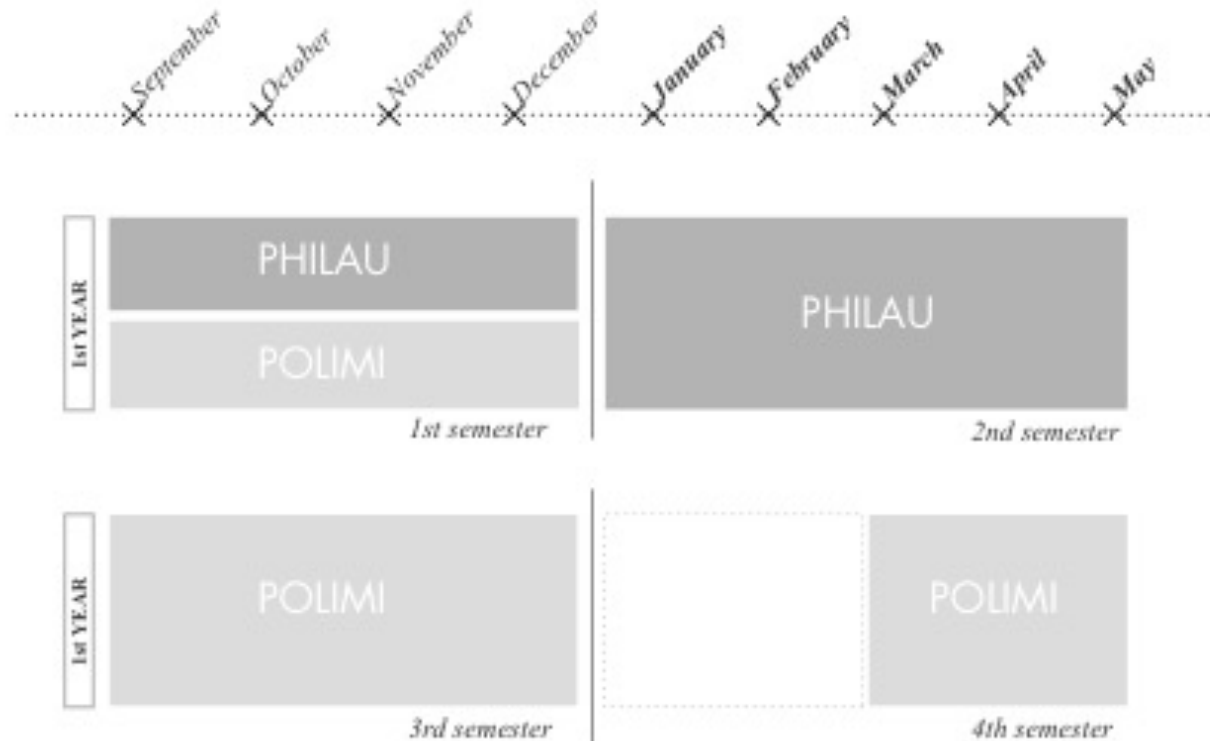 September October November December January February March April May
1st YEAR
PHILAU
POLIMI
1st semester
PHILAU
2nd semester
1st YEAR
POLIMI
3rd semester
POLIMI
4th semester